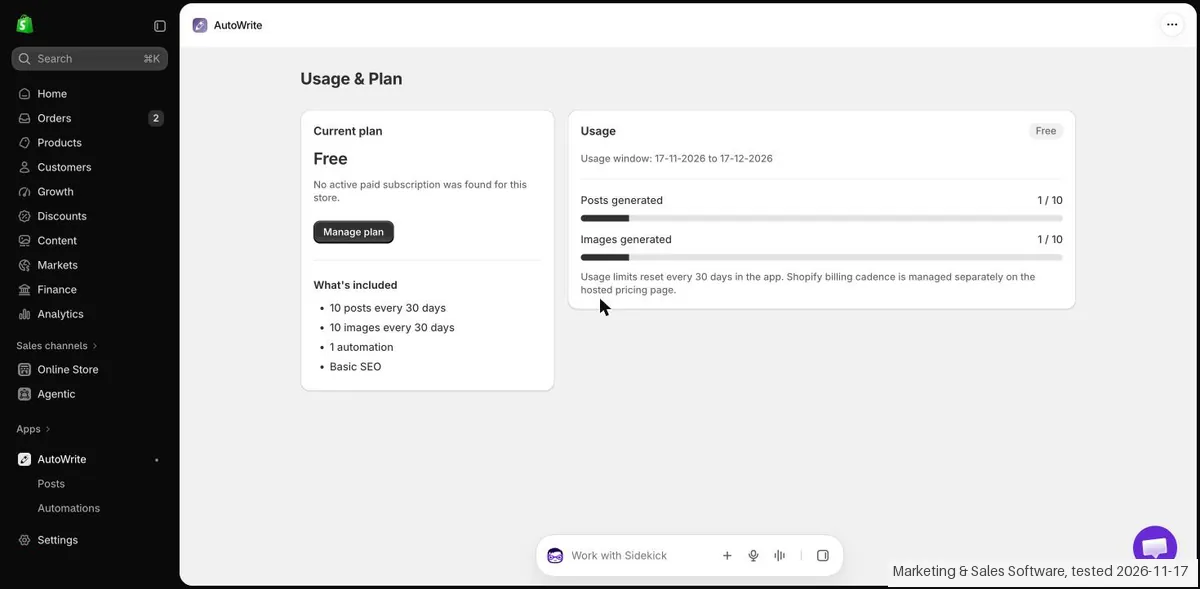 Search ⌘K
Home
Orders 2
Products
Customers
Growth
Discounts
Content
Markets
Finance
Analytics
Sales channels
Online Store
Agentic
Apps
AutoWrite
Posts
Automations
Settings
AutoWrite
Usage & Plan
Current plan
Free
No active paid subscription was found for this
store.
Manage plan
What's included
• 10 posts every 30 days
• 10 images every 30 days
• 1 automation
• Basic SEO
Usage Free
Usage window: 17-11-2026 to 17-12-2026
Posts generated 1 / 10
Images generated 1 / 10
Usage limits reset every 30 days in the app. Shopify billing cadence is managed separately on the
hosted pricing page.
Work with Sidekick
Marketing & Sales Software, tested 2026-11-17